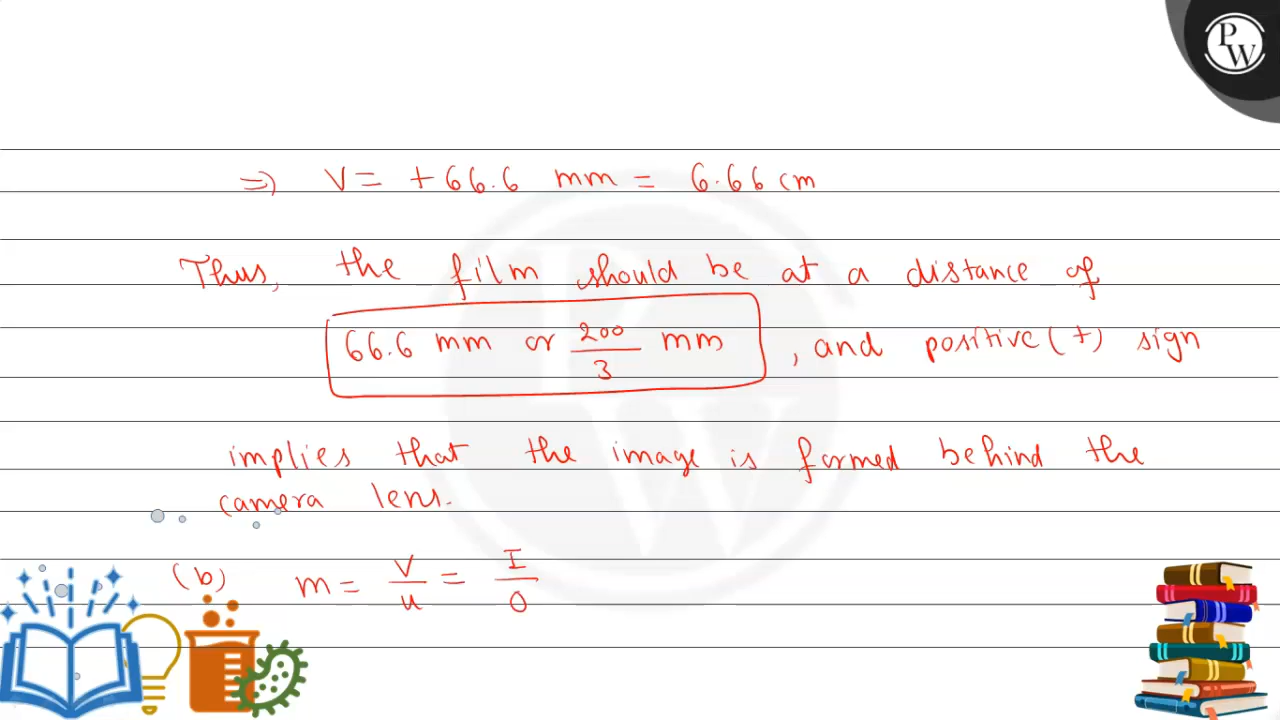 PW
⇒ V = +66.6 mm = 6.66 cm
Thus, the film should be at a distance of
66.6 mm or 200/3 mm, and positive (+) sign
implies that the image is formed behind the
camera lens.
(b) m = V/u = I/O